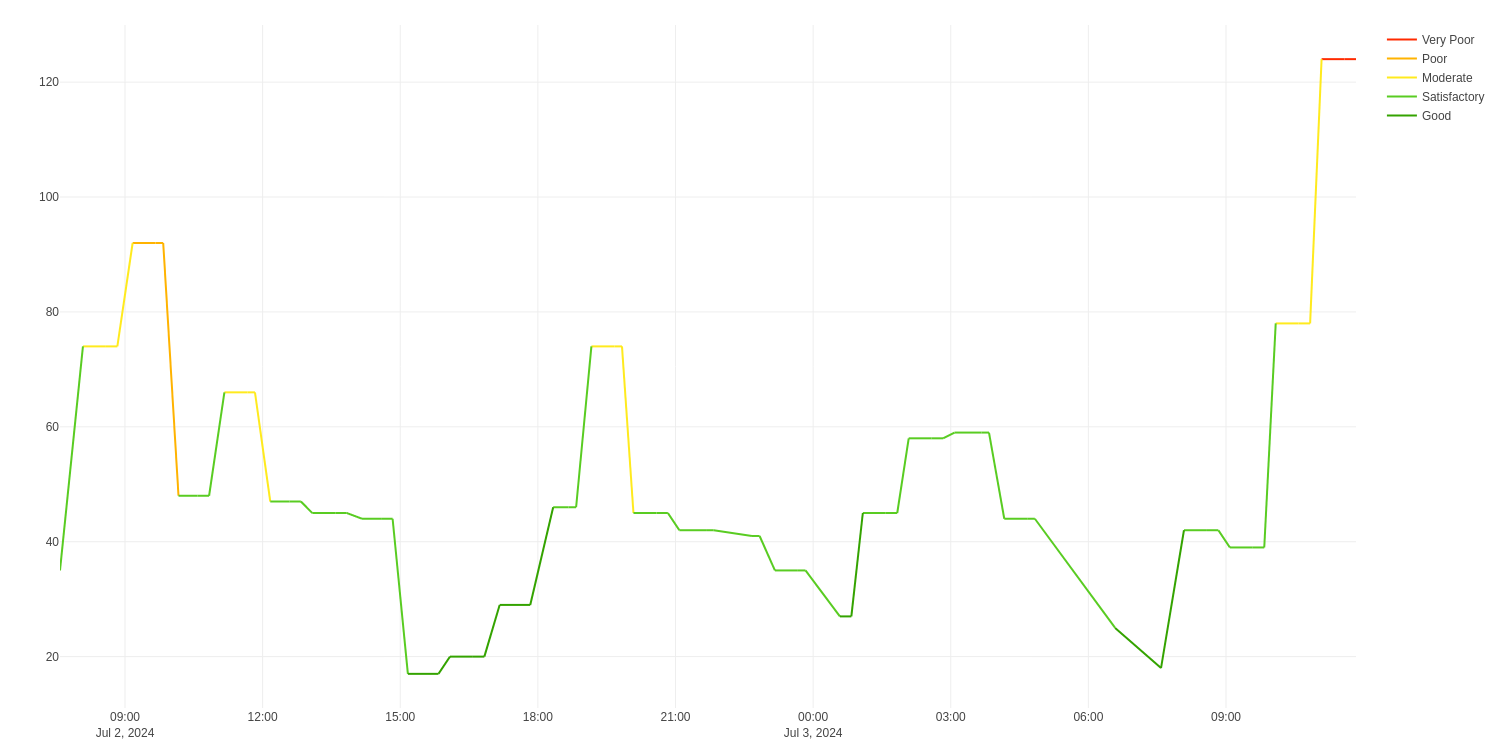 120
100
80
60
40
20
09:00
Jul 2, 2024
12:00
15:00
18:00
21:00
00:00
Jul 3, 2024
03:00
06:00
09:00
Very Poor
Poor
Moderate
Satisfactory
Good